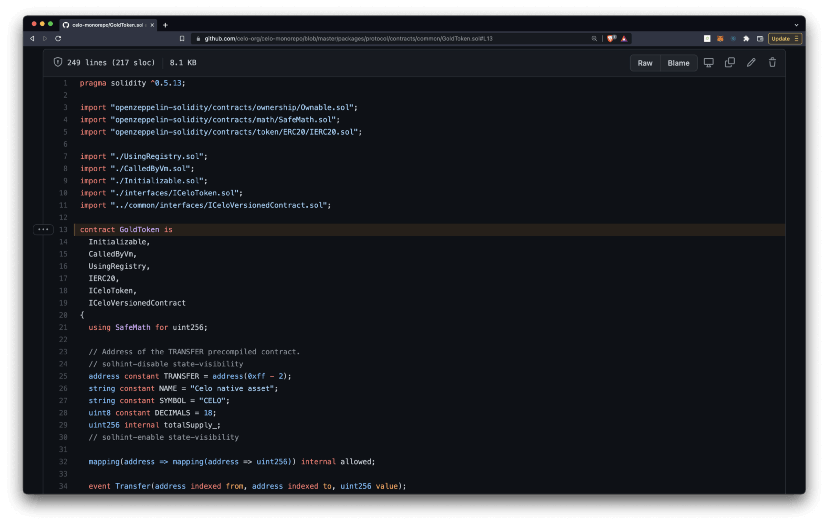 celo-monorepo/GoldToken.sol
github.com/celo-org/celo-monorepo/blob/master/packages/protocol/contracts/common/GoldToken.sol#L13
Update
249 lines (217 sloc) 8.1 KB
Raw
Blame
1 pragma solidity ^0.5.13;
2
3 import "openzeppelin-solidity/contracts/ownership/Ownable.sol";
4 import "openzeppelin-solidity/contracts/math/SafeMath.sol";
5 import "openzeppelin-solidity/contracts/token/ERC20/IERC20.sol";
6
7 import "./UsingRegistry.sol";
8 import "./CalledByVm.sol";
9 import "./Initializable.sol";
10 import "./interfaces/ICeloToken.sol";
11 import "../common/interfaces/ICeloVersionedContract.sol";
12
13 contract GoldToken is
14 Initializable,
15 CalledByVm,
16 UsingRegistry,
17 IERC20,
18 ICeloToken,
19 ICeloVersionedContract
20 {
21 using SafeMath for uint256;
22
23 // Address of the TRANSFER precompiled contract.
24 // solhint-disable state-visibility
25 address constant TRANSFER = address(0xff - 2);
26 string constant NAME = "Celo native asset";
27 string constant SYMBOL = "CELO";
28 uint8 constant DECIMALS = 18;
29 uint256 internal totalSupply_;
30 // solhint-enable state-visibility
31
32 mapping(address => mapping(address => uint256)) internal allowed;
33
34 event Transfer(address indexed from, address indexed to, uint256 value);